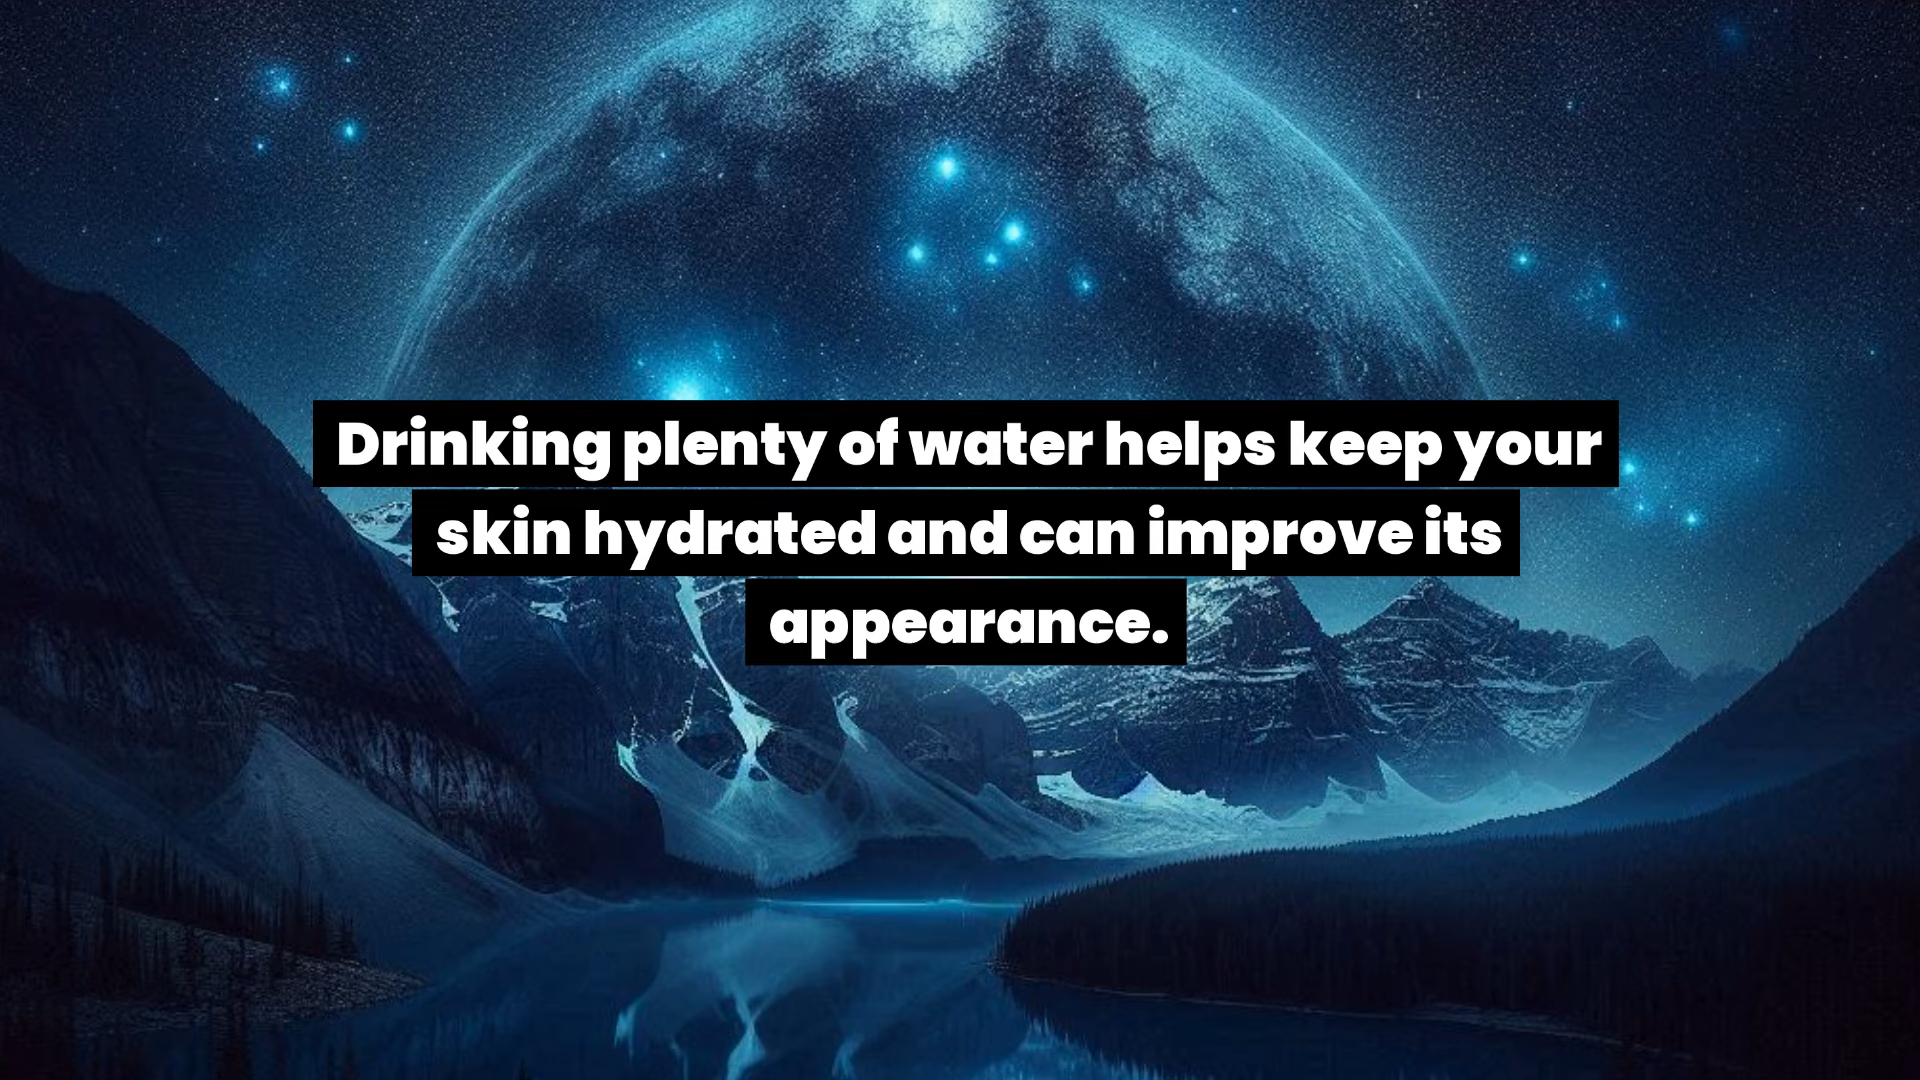 Drinking plenty of water helps keep your
skin hydrated and can improve its
appearance.